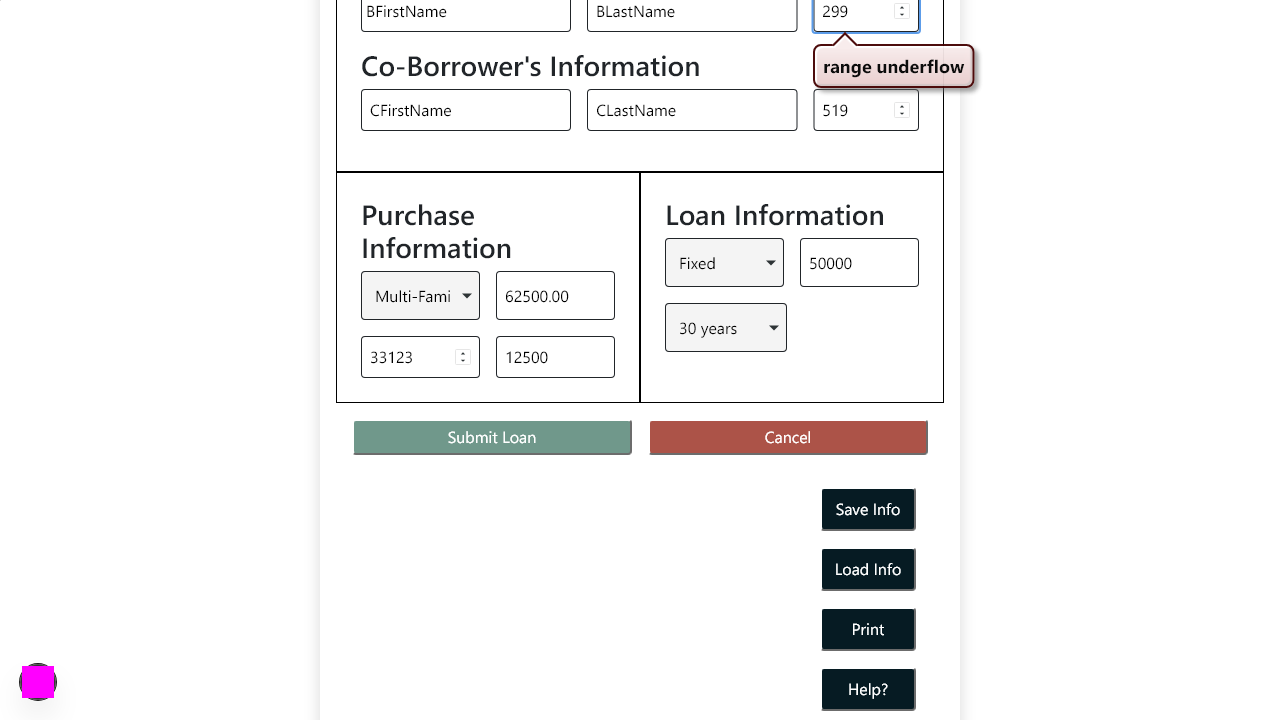 BFirstName
BLastName
299
range underflow
Co-Borrower's Information
CFirstName
CLastName
519
Purchase
Information
Multi-Fami
62500.00
33123
12500
Loan Information
Fixed
50000
30 years
Submit Loan
Cancel
Save Info
Load Info
Print
Help?